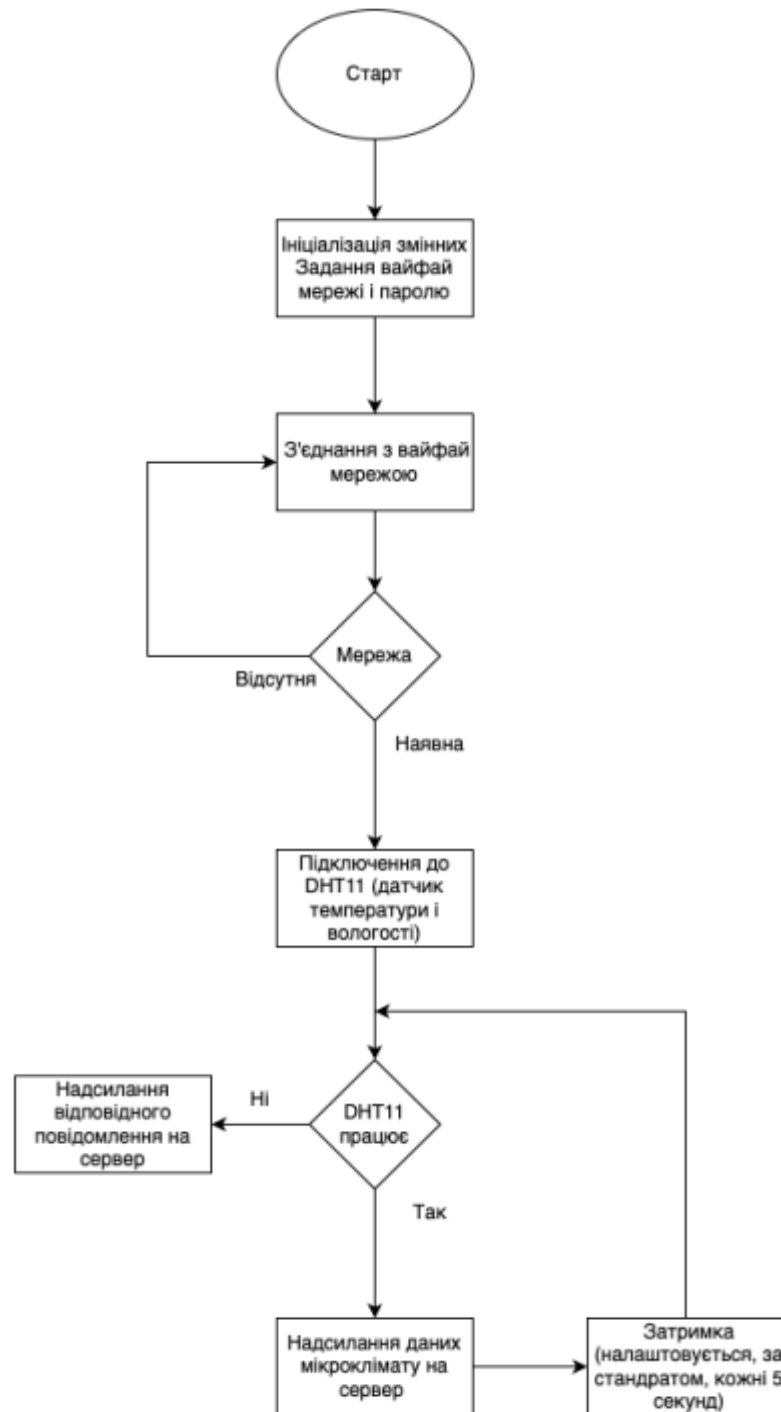 Старт
Ініціалізація змінних
Задання вайфай
мережі і паролю
З'єднання з вайфай
мережою
Мережа
Відсутня
Наявна
Підключення до
DHT11 (датчик
температури і
вологості)
Надсилання
відповідного
повідомлення на
сервер
Ні
DHT11
працює
Так
Надсилання даних
мікроклімату на
сервер
Затримка
(налаштовується, за
стандратом, кожні 5
секунд)